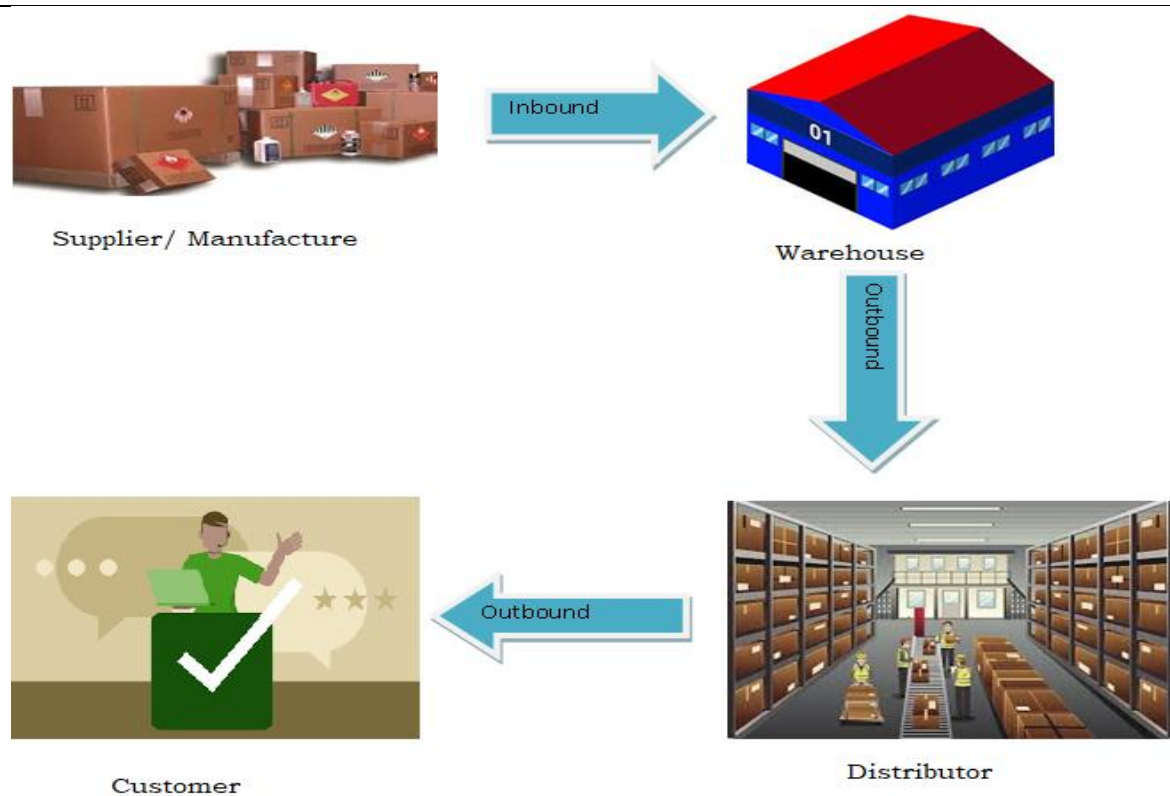 Inbound
01
Supplier/ Manufacture
Warehouse
Outbound
Outbound
Customer
Distributor